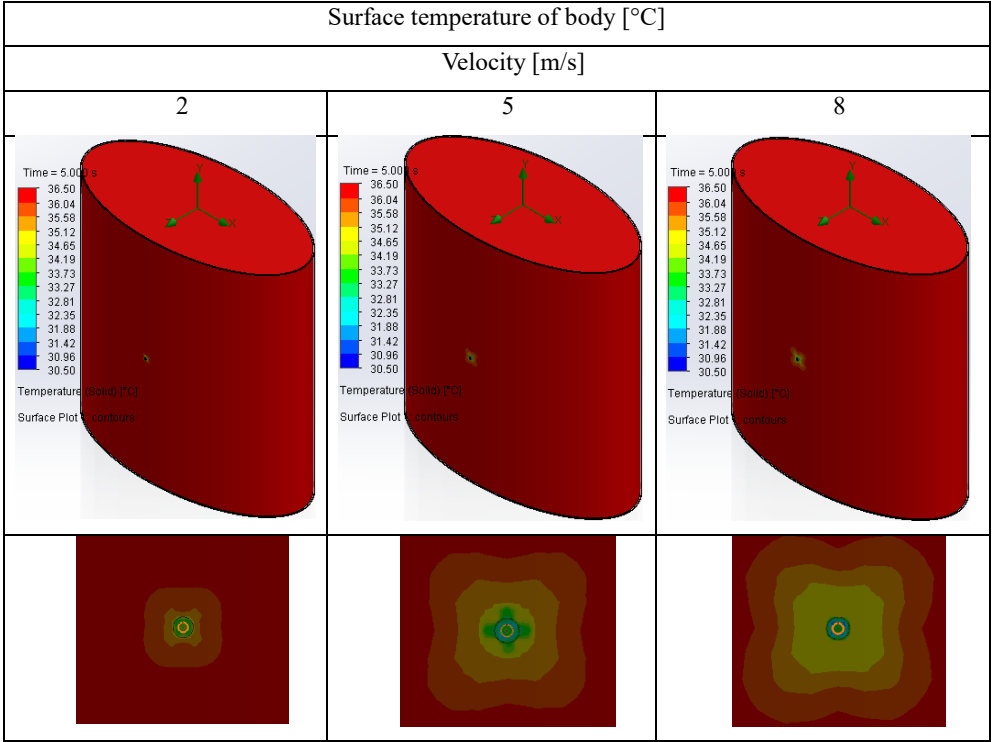 Surface temperature of body [°C]
Velocity [m/s]
2
5
8
Time = 5.000 s
36.50
36.04
35.58
35.12
34.65
34.19
33.73
33.27
32.81
32.35
31.88
31.42
30.96
30.50
Temperature (Solid) [°C]
Surface Plot 1: contours
Y
Z
X
Time = 5.000 s
36.50
36.04
35.58
35.12
34.65
34.19
33.73
33.27
32.81
32.35
31.88
31.42
30.96
30.50
Temperature (Solid) [°C]
Surface Plot 1: contours
Y
Z
X
Time = 5.000 s
36.50
36.04
35.58
35.12
34.65
34.19
33.73
33.27
32.81
32.35
31.88
31.42
30.96
30.50
Temperature (Solid) [°C]
Surface Plot 1: contours
Y
Z
X